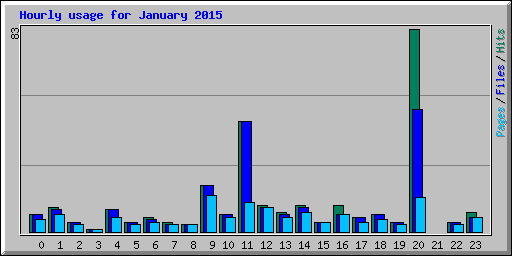 Hourly usage for January 2015
83
Pages/Files/Hits
0 1 2 3 4 5 6 7 8 9 10 11 12 13 14 15 16 17 18 19 20 21 22 23